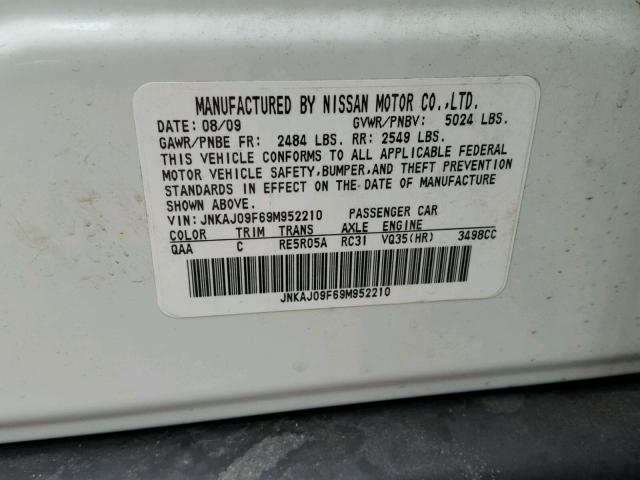 MANUFACTURED BY NISSAN MOTOR CO.,LTD.
DATE: 08/09 GVWR/PNBV: 5024 LBS.
GAWR/PNBE FR: 2484 LBS. RR: 2549 LBS.
THIS VEHICLE CONFORMS TO ALL APPLICABLE FEDERAL
MOTOR VEHICLE SAFETY,BUMPER,AND THEFT PREVENTION
STANDARDS IN EFFECT ON THE DATE OF MANUFACTURE
SHOWN ABOVE.
VIN: JNKAJ09F69M952210 PASSENGER CAR
COLOR TRIM TRANS AXLE ENGINE
QAA C RE5R05A RC31 VQ35(HR) 3498CC
JNKAJ09F69M952210